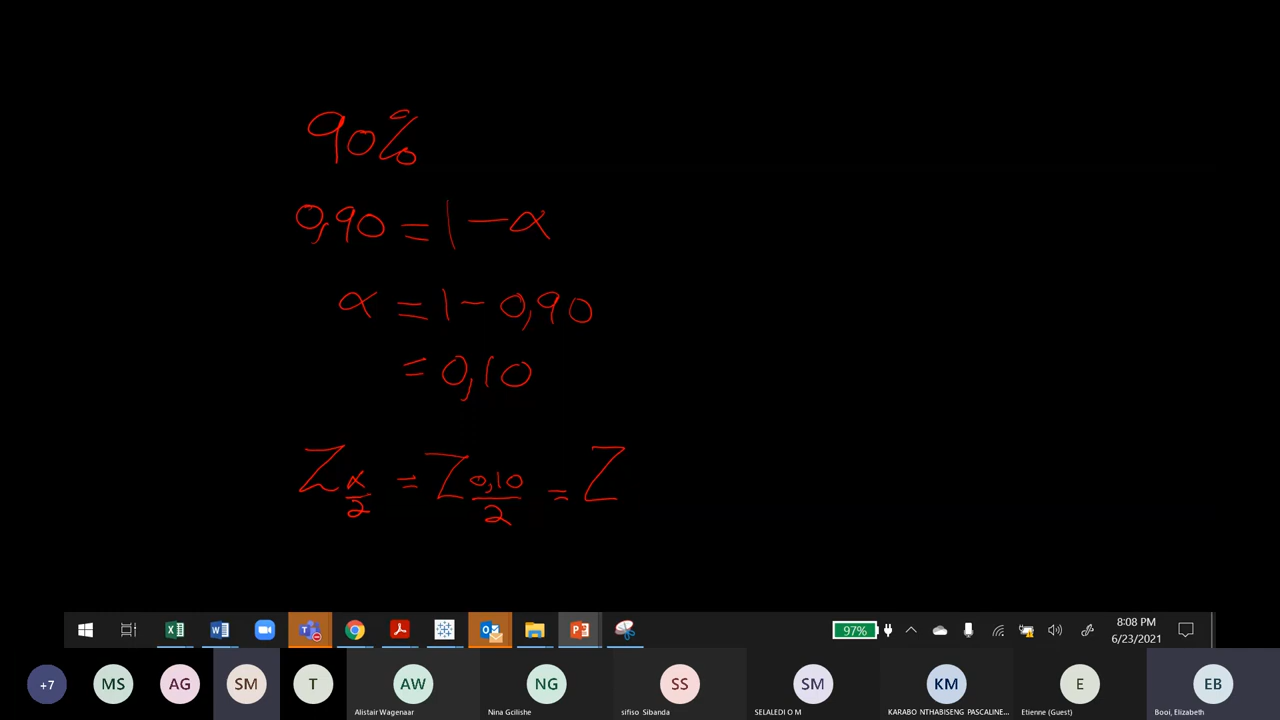 90%
0,90 = 1 - α
α = 1 - 0,90
= 0,10
Z α/2 = Z 0,10/2 = Z
97%
8:08 PM
6/23/2021
+7
MS
AG
SM
T
AW
Alistair Wagenaar
NG
Nina Gcilishe
SS
sifiso Sibanda
SM
SELALEDI O M
KM
KARABO NTHABISENG PASCALINE...
E
Etienne (Guest)
EB
Booi, Elizabeth